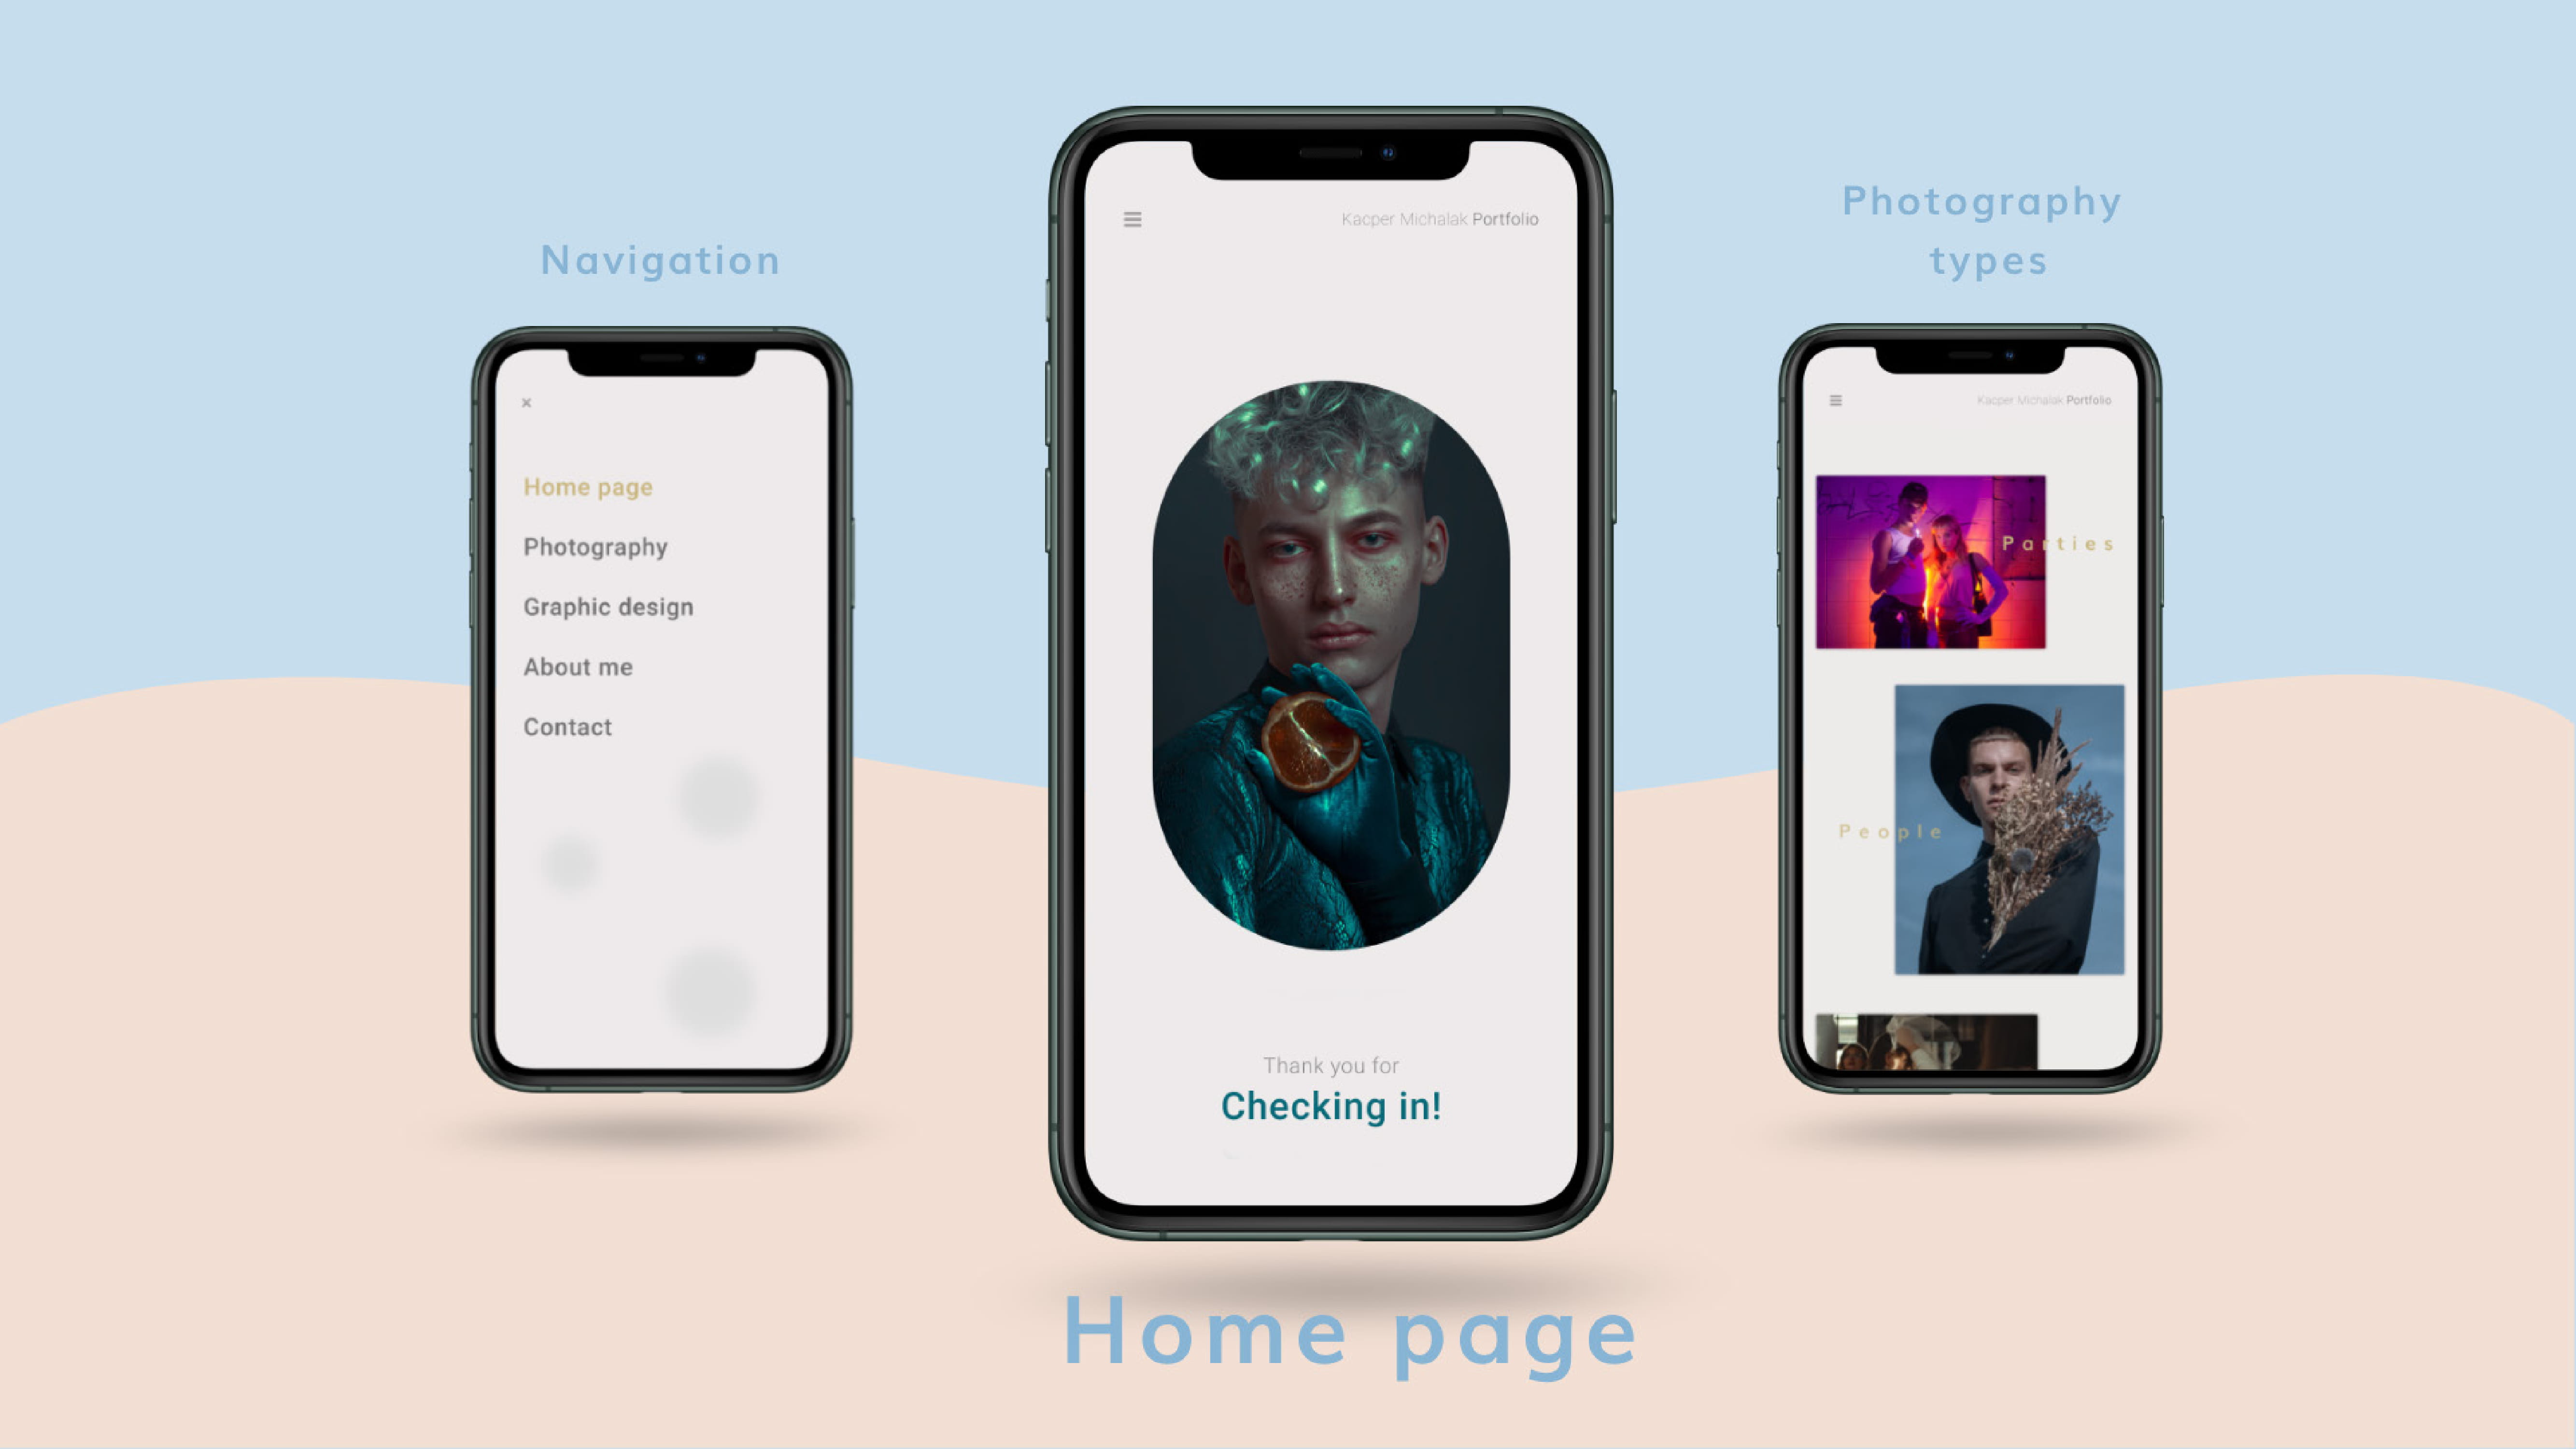 Navigation
×
Home page
Photography
Graphic design
About me
Contact
Kacper Michalak Portfolio
Thank you for
Checking in!
Home page
Photography
types
Kacper Michalak Portfolio
Parties
People